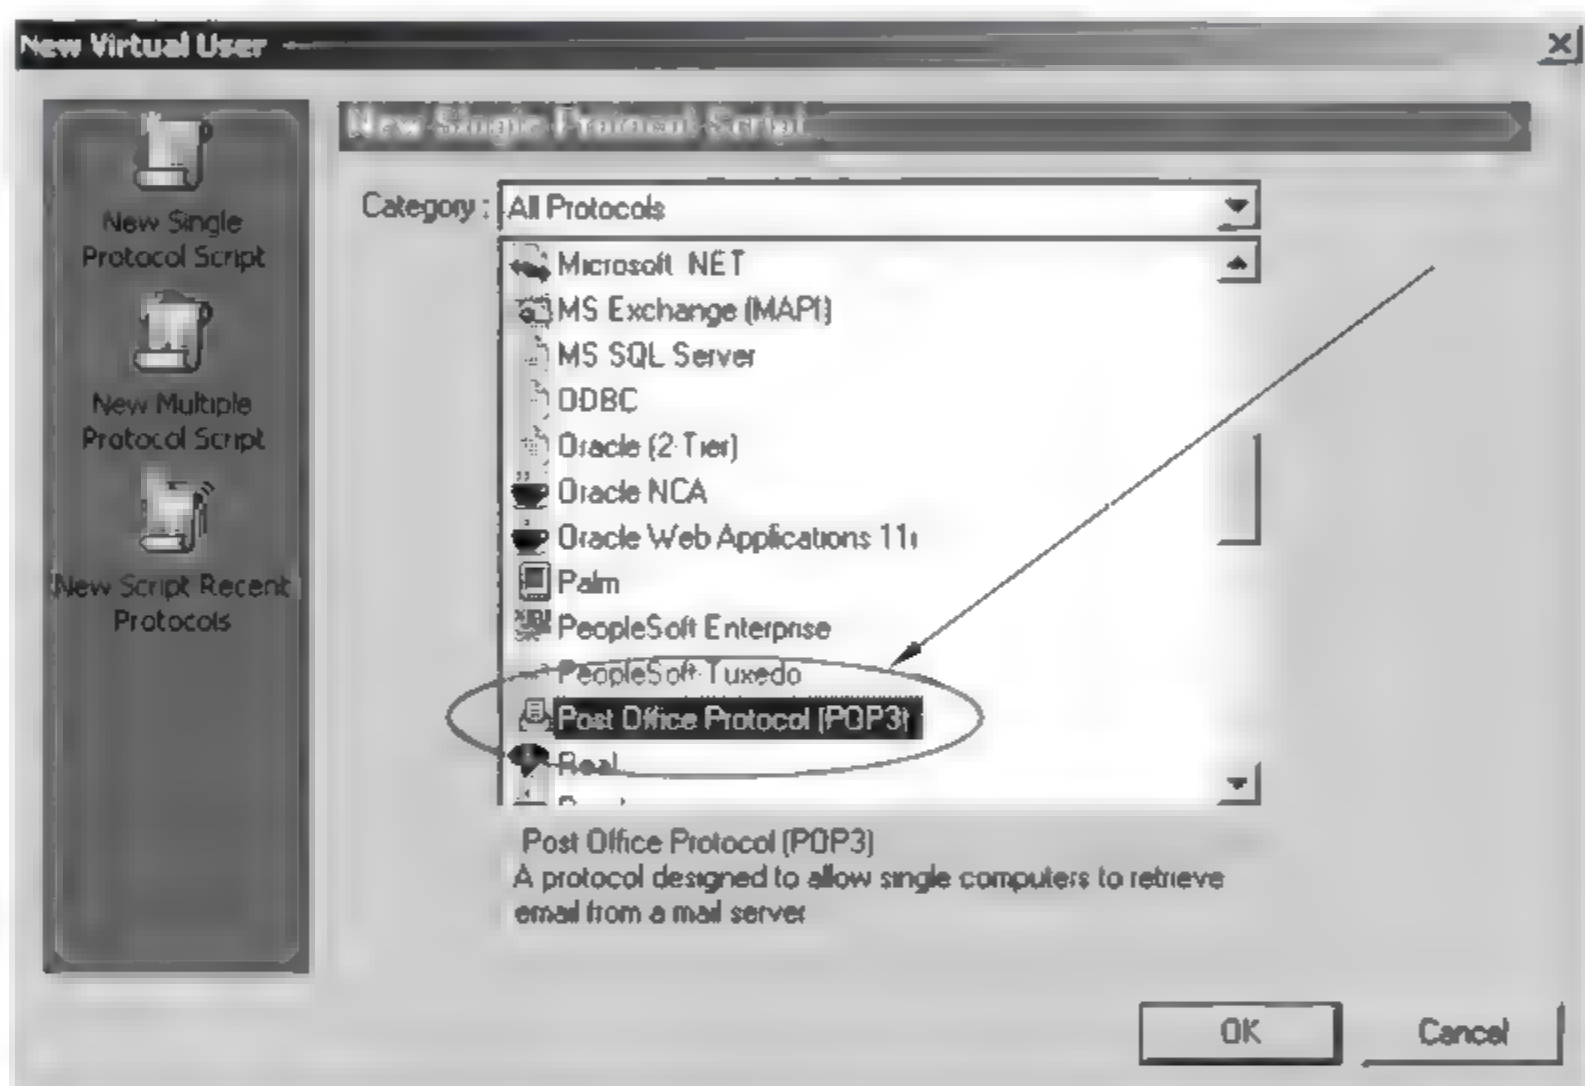 New Virtual User
New Single Protocol Script
New Single
Protocol Script
New Multiple
Protocol Script
New Script Recent
Protocols
Category : All Protocols
Microsoft .NET
MS Exchange (MAPI)
MS SQL Server
ODBC
Oracle (2-Tier)
Oracle NCA
Oracle Web Applications 11i
Palm
PeopleSoft Enterprise
PeopleSoft-Tuxedo
Post Office Protocol (POP3)
Real
Post Office Protocol (POP3)
A protocol designed to allow single computers to retrieve
email from a mail server
OK
Cancel